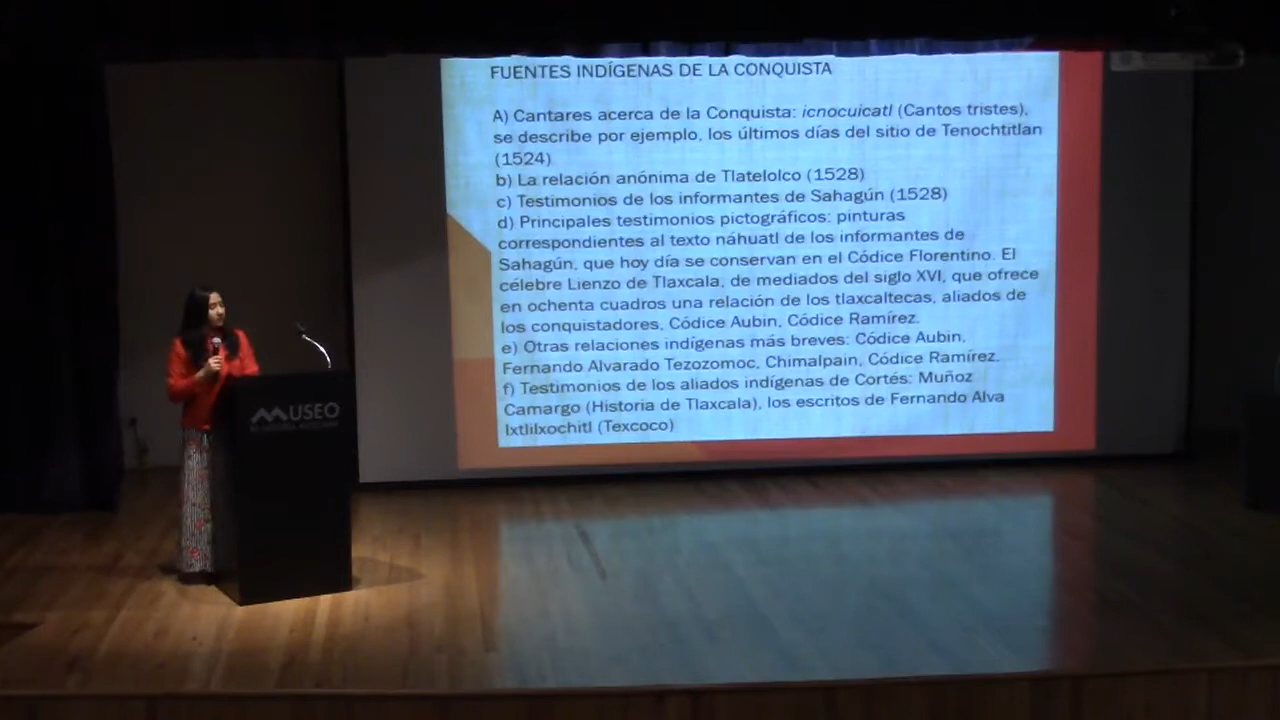 FUENTES INDÍGENAS DE LA CONQUISTA
A) Cantares acerca de la Conquista: icnocuicatl (Cantos tristes),
se describe por ejemplo, los últimos días del sitio de Tenochtitlan
(1524)
b) La relación anónima de Tlatelolco (1528)
c) Testimonios de los informantes de Sahagún (1528)
d) Principales testimonios pictográficos: pinturas
correspondientes al texto náhuatl de los informantes de
Sahagún, que hoy día se conservan en el Códice Florentino. El
célebre Lienzo de Tlaxcala, de mediados del siglo XVI, que ofrece
en ochenta cuadros una relación de los tlaxcaltecas, aliados de
los conquistadores, Códice Aubin, Códice Ramírez.
e) Otras relaciones indígenas más breves: Códice Aubin,
Fernando Alvarado Tezozomoc, Chimalpain, Códice Ramírez.
f) Testimonios de los aliados indígenas de Cortés: Muñoz
Camargo (Historia de Tlaxcala), los escritos de Fernando Alva
Ixtlilxochitl (Texcoco)
MUSEO